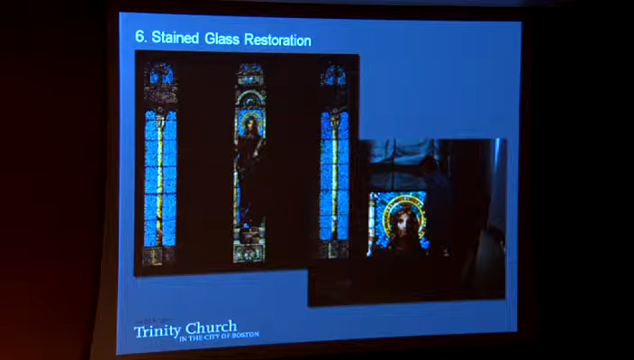 6. Stained Glass Restoration
Trinity Church
IN THE CITY OF BOSTON